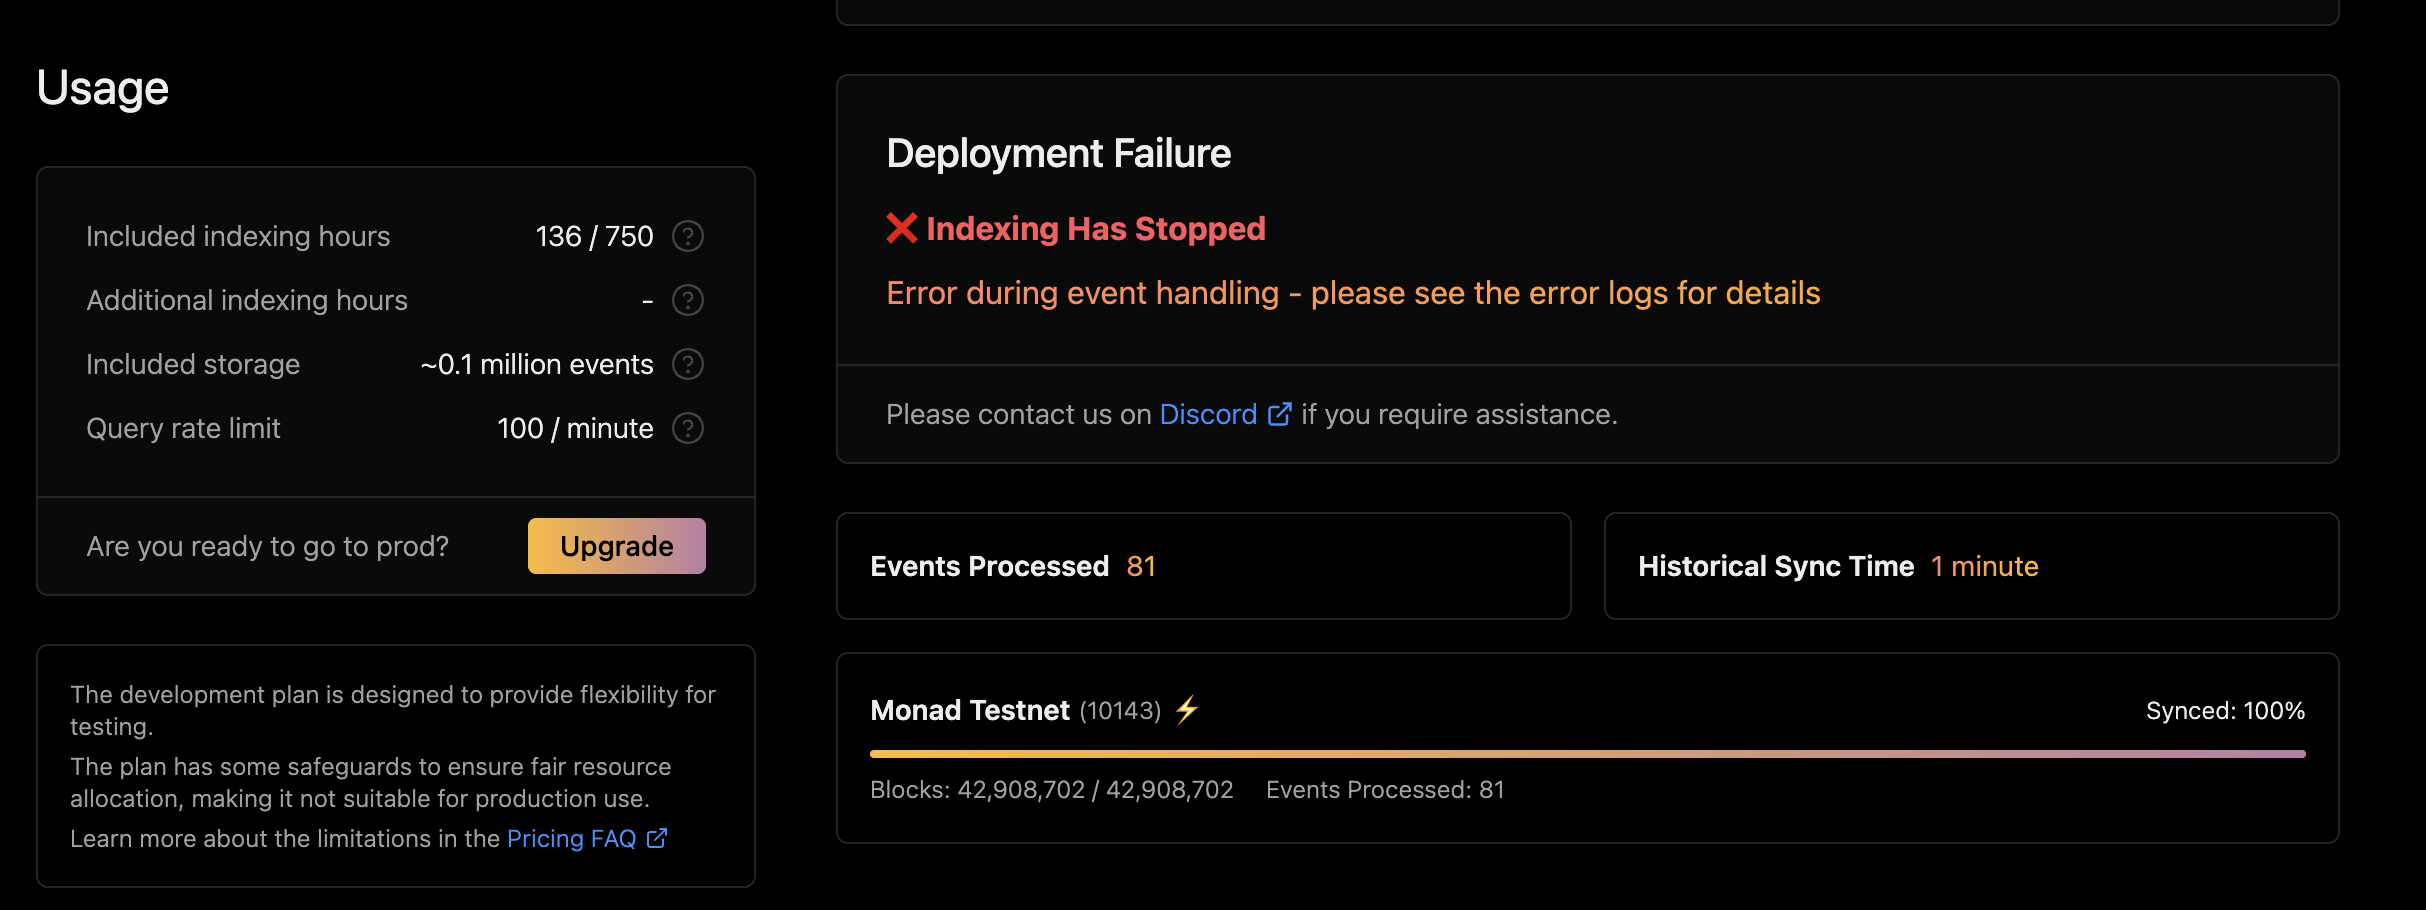 Usage
Included indexing hours 136 / 750 ?
Additional indexing hours - ?
Included storage ~0.1 million events ?
Query rate limit 100 / minute ?
Are you ready to go to prod? Upgrade
The development plan is designed to provide flexibility for
testing.
The plan has some safeguards to ensure fair resource
allocation, making it not suitable for production use.
Learn more about the limitations in the Pricing FAQ
Deployment Failure
❌ Indexing Has Stopped
Error during event handling - please see the error logs for details
Please contact us on Discord if you require assistance.
Events Processed 81
Historical Sync Time 1 minute
Monad Testnet (10143) ⚡ Synced: 100%
Blocks: 42,908,702 / 42,908,702 Events Processed: 81